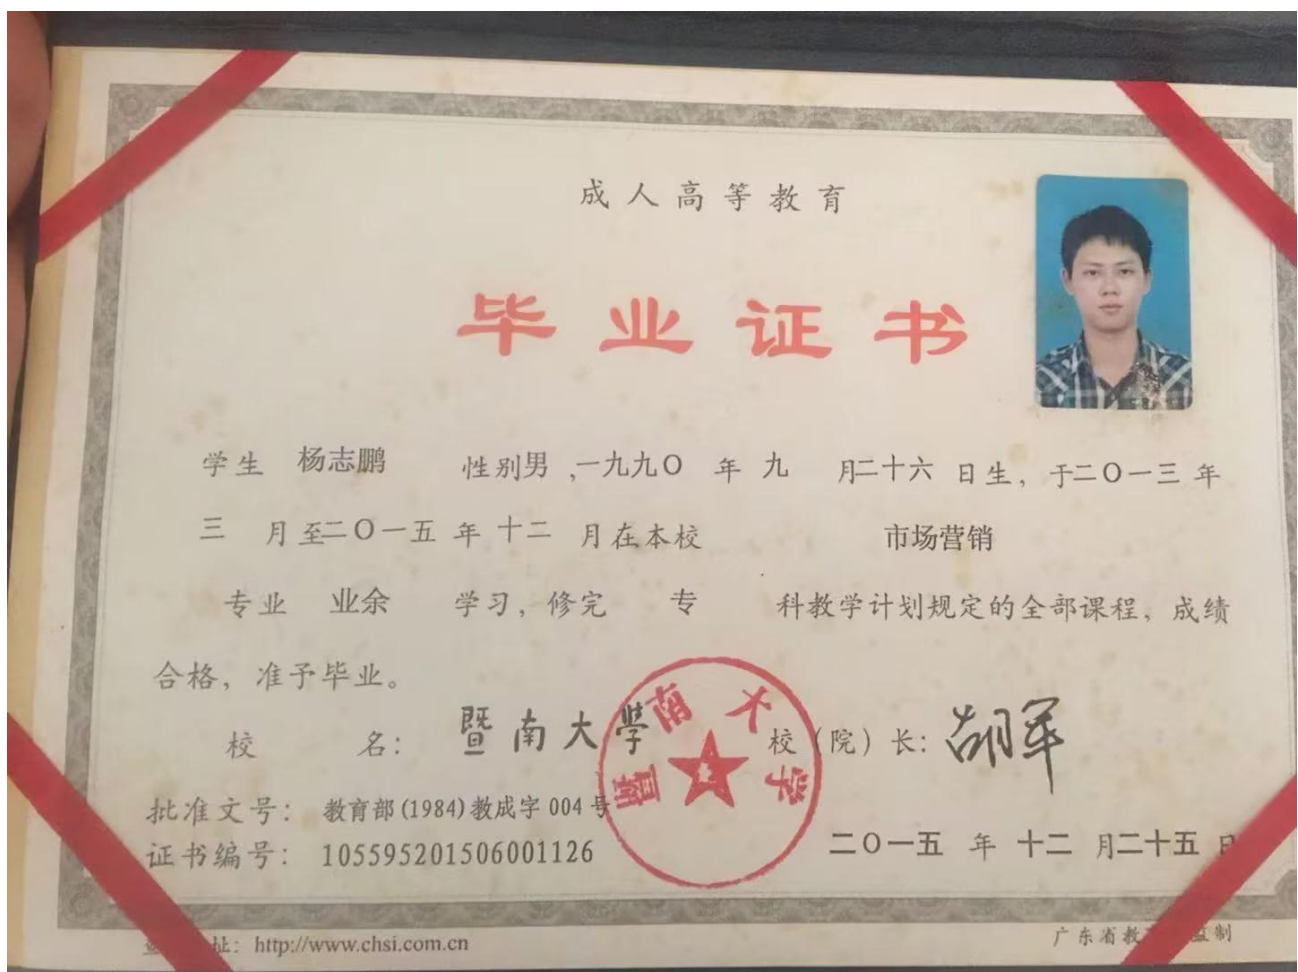 成人高等教育
毕业证书
学生 杨志鹏 性别男,一九九〇 年 九 月二十六 日生,于二〇一三 年
三 月至二〇一五 年 十二 月在本校 市场营销
专业 业余 学习,修完 专 科教学计划规定的全部课程,成绩
合格,准予毕业。
校 名: 暨南大學 校(院)长: 胡军
暨南大学
批准文号: 教育部(1984)教成字 004 号
证书编号: 105595201506001126
二〇一五 年 十二 月二十五 日
址: http://www.chsi.com.cn
广东省教 监制